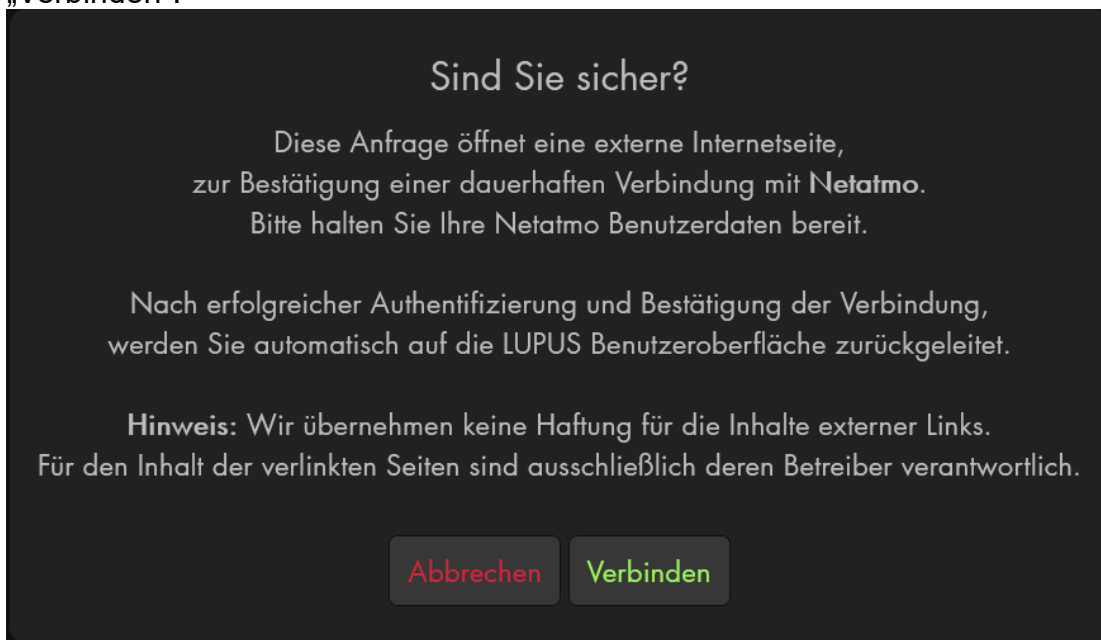 „Verbinden“.
Sind Sie sicher?
Diese Anfrage öffnet eine externe Internetseite,
zur Bestätigung einer dauerhaften Verbindung mit Netatmo.
Bitte halten Sie Ihre Netatmo Benutzerdaten bereit.
Nach erfolgreicher Authentifizierung und Bestätigung der Verbindung,
werden Sie automatisch auf die LUPUS Benutzeroberfläche zurückgeleitet.
Hinweis: Wir übernehmen keine Haftung für die Inhalte externer Links.
Für den Inhalt der verlinkten Seiten sind ausschließlich deren Betreiber verantwortlich.
Abbrechen Verbinden